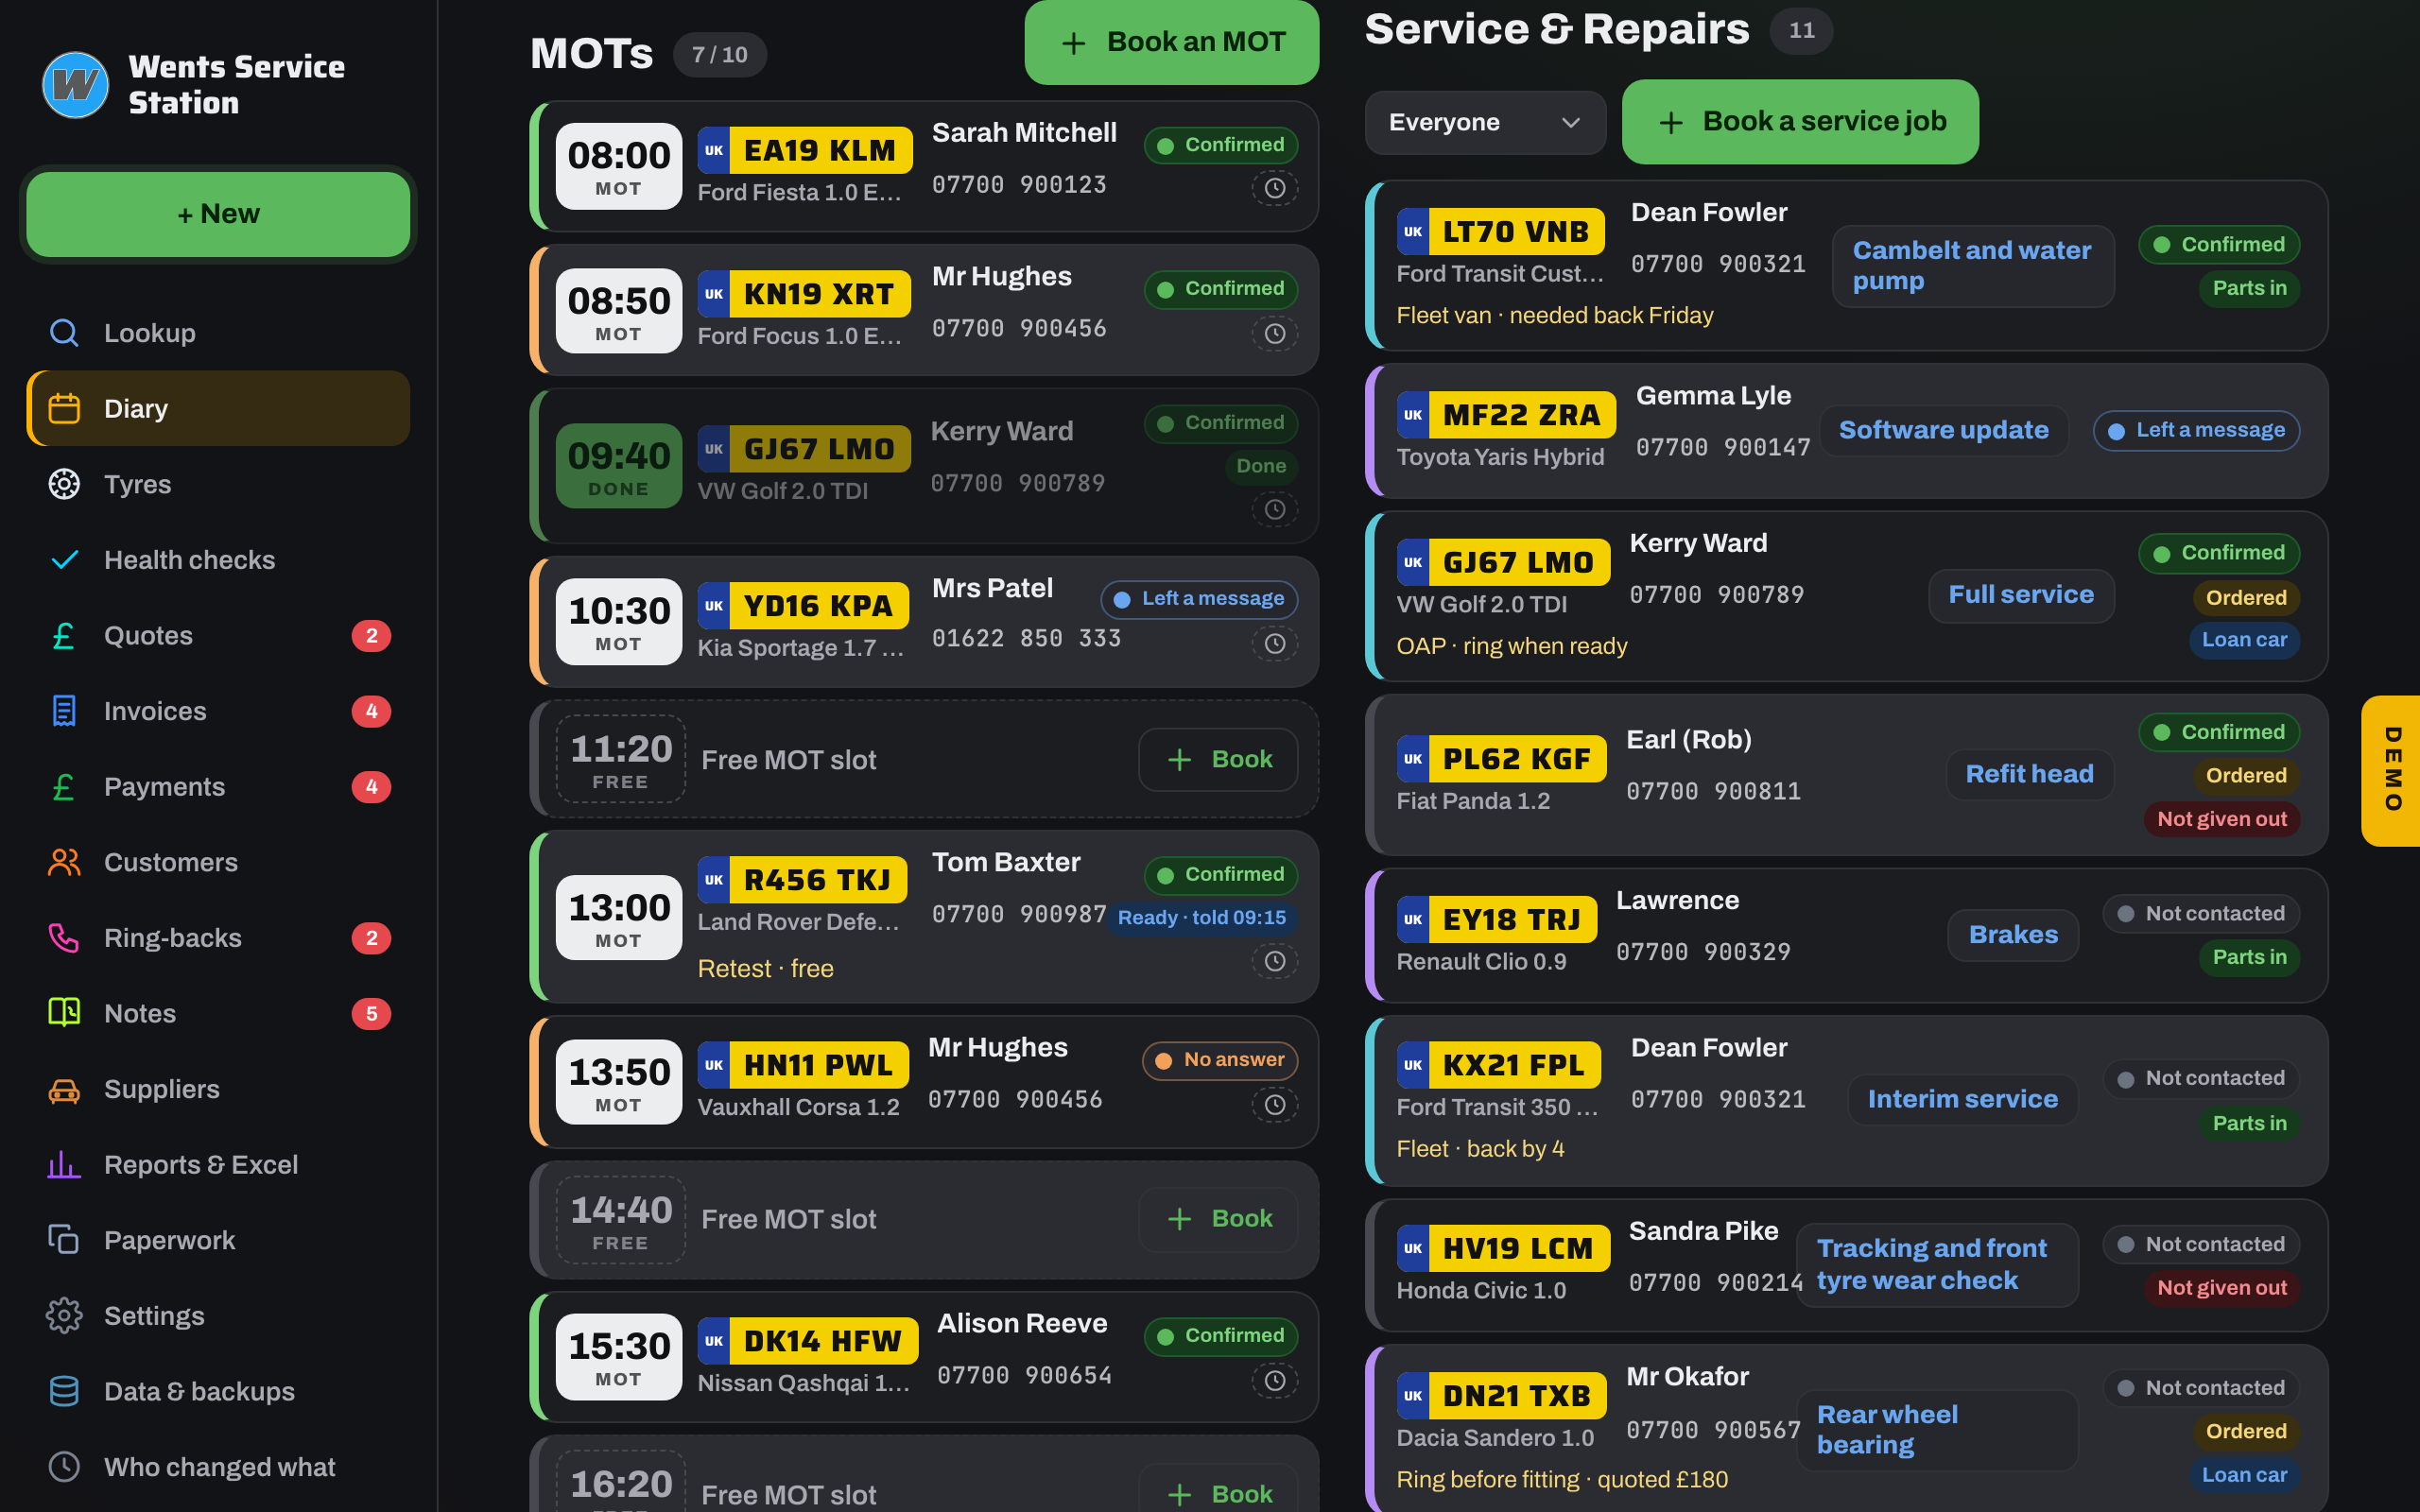 Wents Service
Station
+ New
Lookup
Diary
Tyres
Health checks
Quotes
2
Invoices
4
Payments
4
Customers
Ring-backs
2
Notes
5
Suppliers
Reports & Excel
Paperwork
Settings
Data & backups
Who changed what
MOTs
7 / 10
+ Book an MOT
08:00
MOT
UK EA19 KLM
Ford Fiesta 1.0 E…
Sarah Mitchell
07700 900123
Confirmed
08:50
MOT
UK KN19 XRT
Ford Focus 1.0 E…
Mr Hughes
07700 900456
Confirmed
09:40
DONE
UK GJ67 LMO
VW Golf 2.0 TDI
Kerry Ward
07700 900789
Confirmed
Done
10:30
MOT
UK YD16 KPA
Kia Sportage 1.7 …
Mrs Patel
01622 850 333
Left a message
11:20
FREE
Free MOT slot
+ Book
13:00
MOT
UK R456 TKJ
Land Rover Defe…
Retest · free
Tom Baxter
07700 900987
Confirmed
Ready · told 09:15
13:50
MOT
UK HN11 PWL
Vauxhall Corsa 1.2
Mr Hughes
07700 900456
No answer
14:40
FREE
Free MOT slot
+ Book
15:30
MOT
UK DK14 HFW
Nissan Qashqai 1…
Alison Reeve
07700 900654
Confirmed
16:20
Free MOT slot
+ Book
Service & Repairs
11
Everyone
+ Book a service job
UK LT70 VNB
Ford Transit Cust…
Fleet van · needed back Friday
Dean Fowler
07700 900321
Cambelt and water
pump
Confirmed
Parts in
UK MF22 ZRA
Toyota Yaris Hybrid
Gemma Lyle
07700 900147
Software update
Left a message
UK GJ67 LMO
VW Golf 2.0 TDI
OAP · ring when ready
Kerry Ward
07700 900789
Full service
Confirmed
Ordered
Loan car
UK PL62 KGF
Fiat Panda 1.2
Earl (Rob)
07700 900811
Refit head
Confirmed
Ordered
Not given out
UK EY18 TRJ
Renault Clio 0.9
Lawrence
07700 900329
Brakes
Not contacted
Parts in
UK KX21 FPL
Ford Transit 350 …
Fleet · back by 4
Dean Fowler
07700 900321
Interim service
Not contacted
Parts in
UK HV19 LCM
Honda Civic 1.0
Sandra Pike
07700 900214
Tracking and front
tyre wear check
Not contacted
Not given out
UK DN21 TXB
Dacia Sandero 1.0
Ring before fitting · quoted £180
Mr Okafor
07700 900567
Rear wheel
bearing
Not contacted
Ordered
Loan car
DEMO